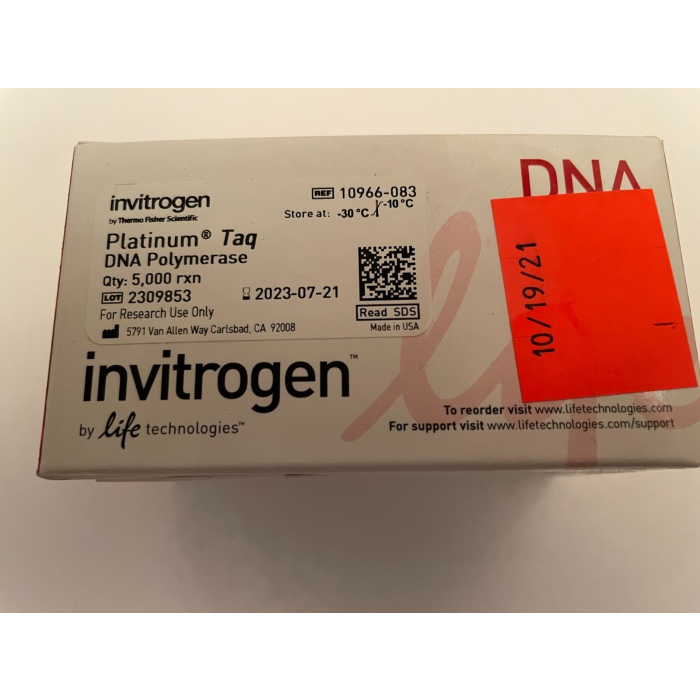 DNA
invitrogen
by Thermo Fisher Scientific
REF 10966-083
Store at: -30 °C -10 °C
Platinum® Taq
DNA Polymerase
Qty: 5,000 rxn
LOT 2309853
2023-07-21
For Research Use Only
5791 Van Allen Way Carlsbad, CA 92008
Read SDS
Made in USA
10/19/21
invitrogen™
by life technologies™
To reorder visit www.lifetechnologies.com
For support visit www.lifetechnologies.com/support